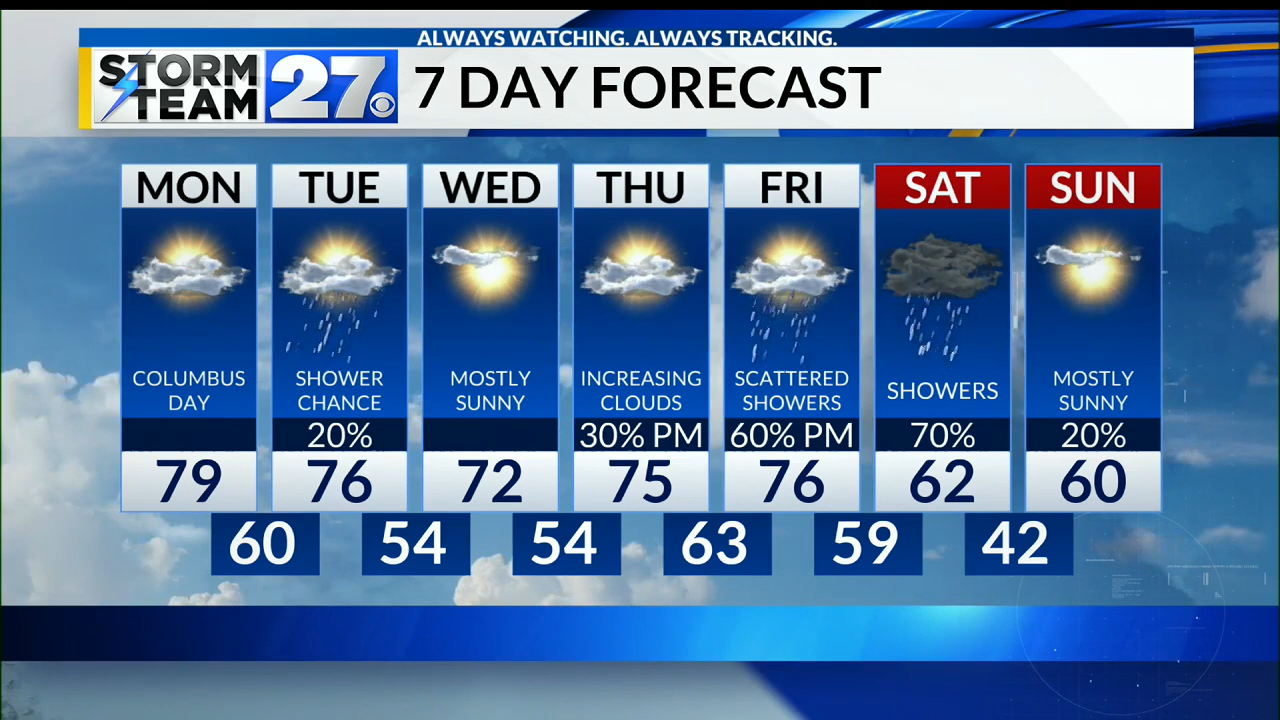 ALWAYS WATCHING. ALWAYS TRACKING.
STORM TEAM 27
7 DAY FORECAST
MON TUE WED THU FRI SAT SUN
COLUMBUS DAY
SHOWER CHANCE
MOSTLY SUNNY
INCREASING CLOUDS
SCATTERED SHOWERS
SHOWERS
MOSTLY SUNNY
20% 30% PM 60% PM 70% 20%
79 76 72 75 76 62 60
60 54 54 63 59 42